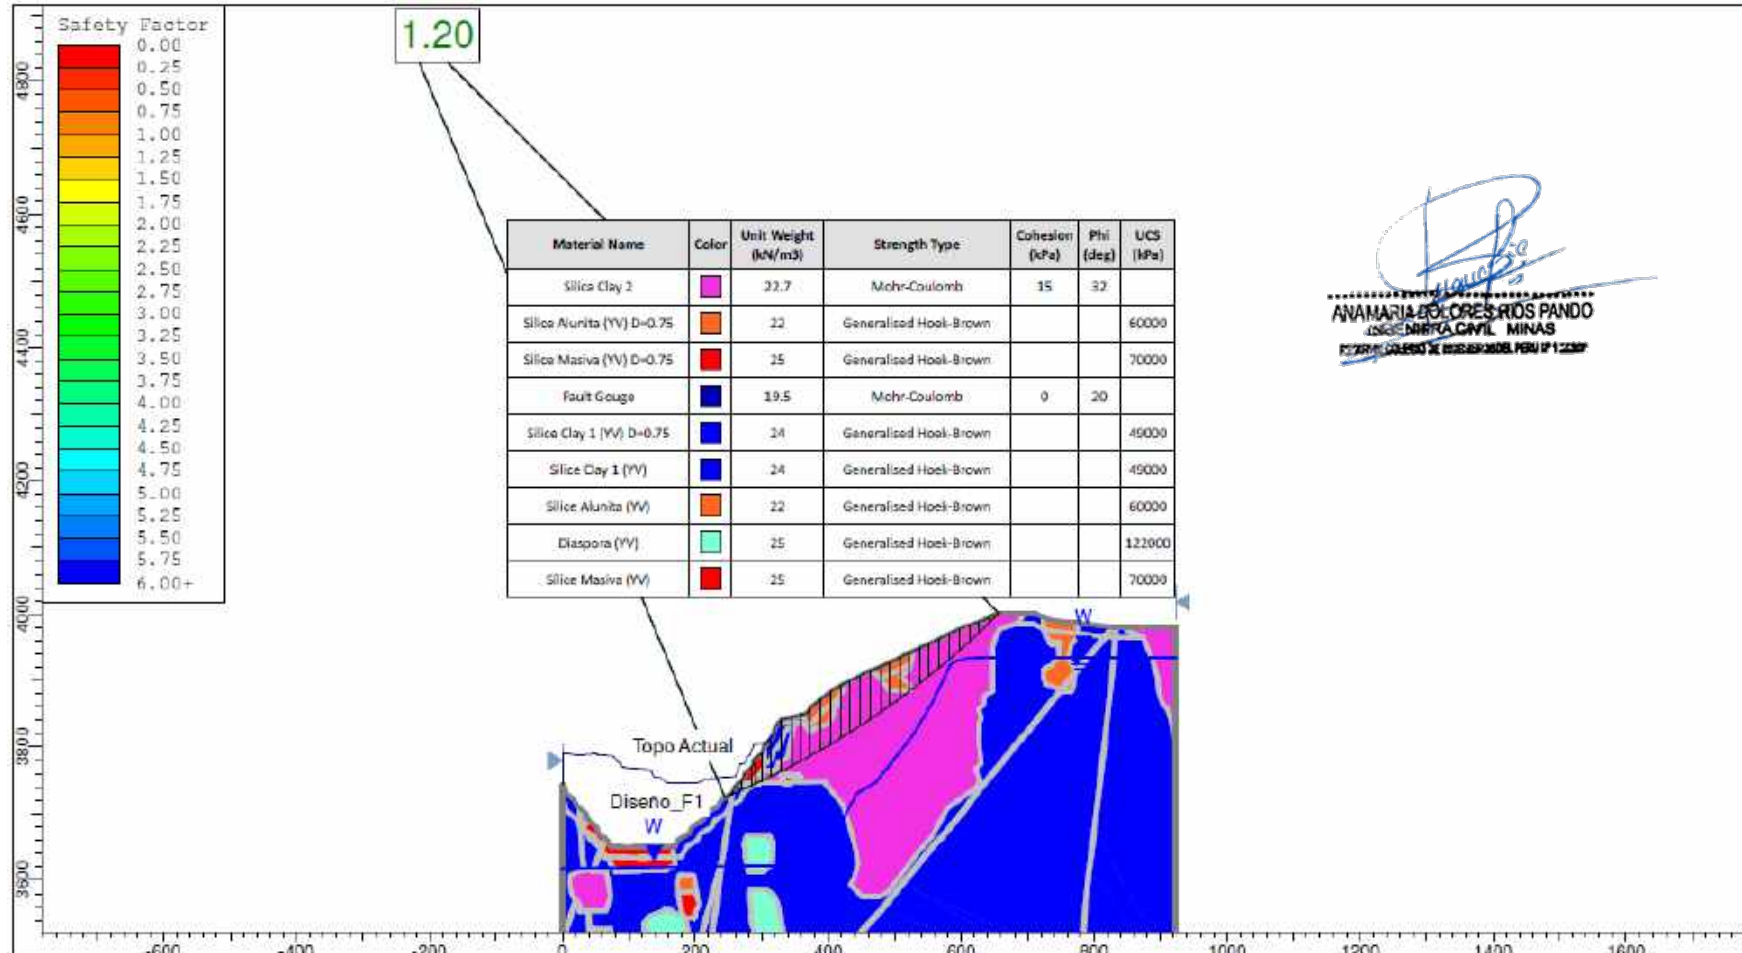 Safety Factor
0.00
0.25
0.50
0.75
1.00
1.25
1.50
1.75
2.00
2.25
2.50
2.75
3.00
3.25
3.50
3.75
4.00
4.25
4.50
4.75
5.00
5.25
5.50
5.75
6.00+
1.20
Material Name Color Unit Weight (kN/m3) Strength Type Cohesion (kPa) Phi (deg) UCS (kPa)
Silica Clay 2 22.7 Mohr-Coulomb 15 32
Silice Alunita (YV) D=0.75 22 Generalised Hoek-Brown 60000
Silice Masiva (YV) D=0.75 25 Generalised Hoek-Brown 70000
Fault Gouge 19.5 Mohr-Coulomb 0 20
Silice Clay 1 (YV) D=0.75 24 Generalised Hoek-Brown 49000
Silice Clay 1 (YV) 24 Generalised Hoek-Brown 49000
Silice Alunita (YV) 22 Generalised Hoek-Brown 60000
Diaspora (YV) 25 Generalised Hoek-Brown 122000
Silice Masiva (YV) 25 Generalised Hoek-Brown 70000
ANAMARIA DOLORES RIOS PANDO
INGENIERA CIVIL MINAS
W
Topo Actual
Diseño_F1
W
4800
4600
4400
4200
4000
3800
3600
-600 -400 -200 0 200 400 600 800 1000 1200 1400 1600